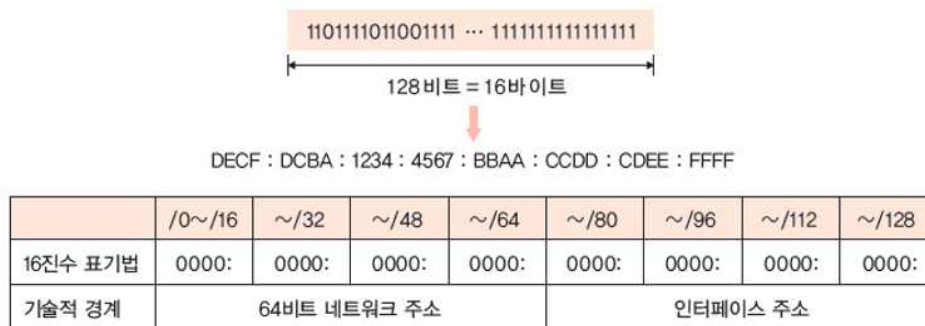 1101111011001111 ··· 1111111111111111
128비트 = 16바이트
DECF : DCBA : 1234 : 4567 : BBAA : CCDD : CDEE : FFFF
/0～/16 ～/32 ～/48 ～/64 ～/80 ～/96 ～/112 ～/128
16진수 표기법 0000: 0000: 0000: 0000: 0000: 0000: 0000: 0000:
기술적 경계 64비트 네트워크 주소 인터페이스 주소